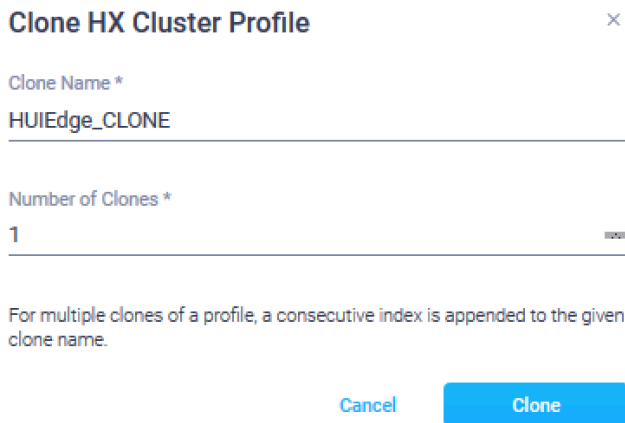 Clone HX Cluster Profile
Clone Name *
HUIEdge_CLONE
Number of Clones *
1
For multiple clones of a profile, a consecutive index is appended to the given
clone name.
Cancel Clone